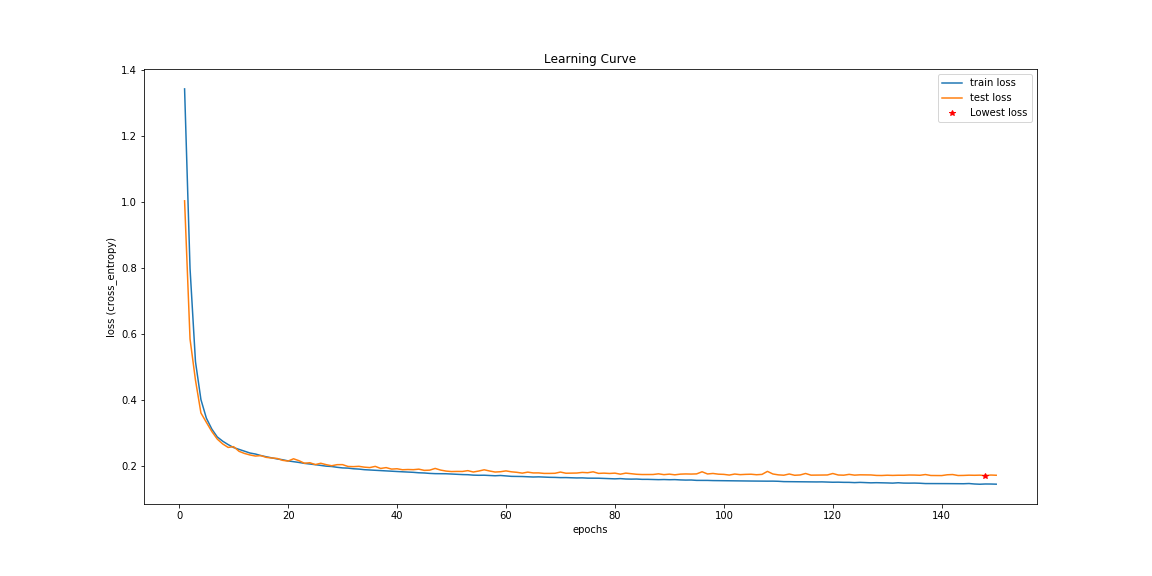 Learning Curve
train loss
test loss
Lowest loss
loss (cross_entropy)
1.4
1.2
1.0
0.8
0.6
0.4
0.2
0 20 40 60 80 100 120 140
epochs